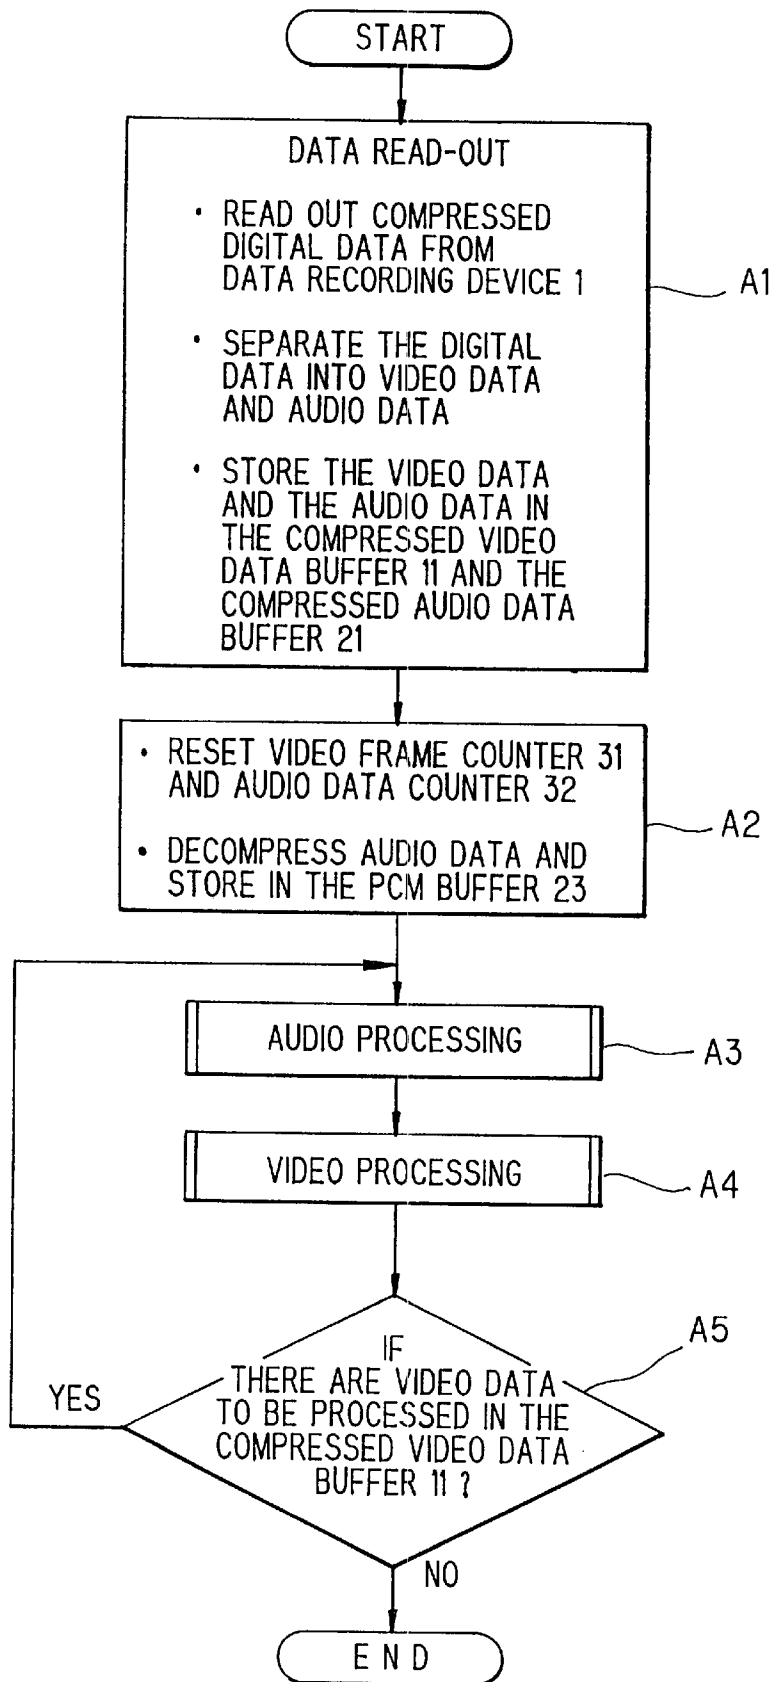 START
DATA READ-OUT
• READ OUT COMPRESSED
DIGITAL DATA FROM
DATA RECORDING DEVICE 1
A1
• SEPARATE THE DIGITAL
DATA INTO VIDEO DATA
AND AUDIO DATA
• STORE THE VIDEO DATA
AND THE AUDIO DATA IN
THE COMPRESSED VIDEO
DATA BUFFER 11 AND THE
COMPRESSED AUDIO DATA
BUFFER 21
• RESET VIDEO FRAME COUNTER 31
AND AUDIO DATA COUNTER 32
A2
• DECOMPRESS AUDIO DATA AND
STORE IN THE PCM BUFFER 23
AUDIO PROCESSING
A3
VIDEO PROCESSING
A4
A5
IF
THERE ARE VIDEO DATA
TO BE PROCESSED IN THE
COMPRESSED VIDEO DATA
BUFFER 11 ?
YES
NO
END